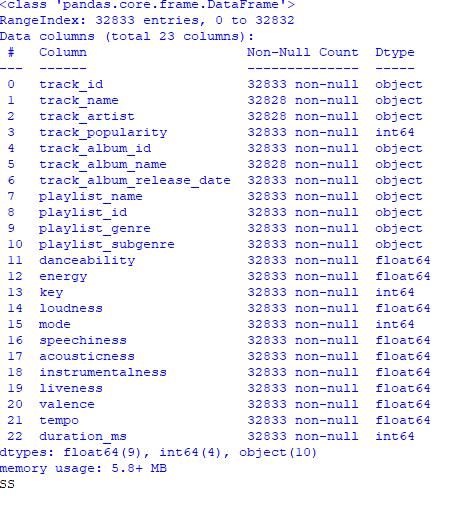 <class 'pandas.core.frame.DataFrame'>
RangeIndex: 32833 entries, 0 to 32832
Data columns (total 23 columns):
 #   Column                    Non-Null Count  Dtype
---  ------                    --------------  -----
 0   track_id                  32833 non-null  object
 1   track_name                32828 non-null  object
 2   track_artist              32828 non-null  object
 3   track_popularity          32833 non-null  int64
 4   track_album_id            32833 non-null  object
 5   track_album_name          32828 non-null  object
 6   track_album_release_date  32833 non-null  object
 7   playlist_name             32833 non-null  object
 8   playlist_id               32833 non-null  object
 9   playlist_genre            32833 non-null  object
 10  playlist_subgenre         32833 non-null  object
 11  danceability              32833 non-null  float64
 12  energy                    32833 non-null  float64
 13  key                       32833 non-null  int64
 14  loudness                  32833 non-null  float64
 15  mode                      32833 non-null  int64
 16  speechiness               32833 non-null  float64
 17  acousticness              32833 non-null  float64
 18  instrumentalness          32833 non-null  float64
 19  liveness                  32833 non-null  float64
 20  valence                   32833 non-null  float64
 21  tempo                     32833 non-null  float64
 22  duration_ms               32833 non-null  int64
dtypes: float64(9), int64(4), object(10)
memory usage: 5.8+ MB
SS